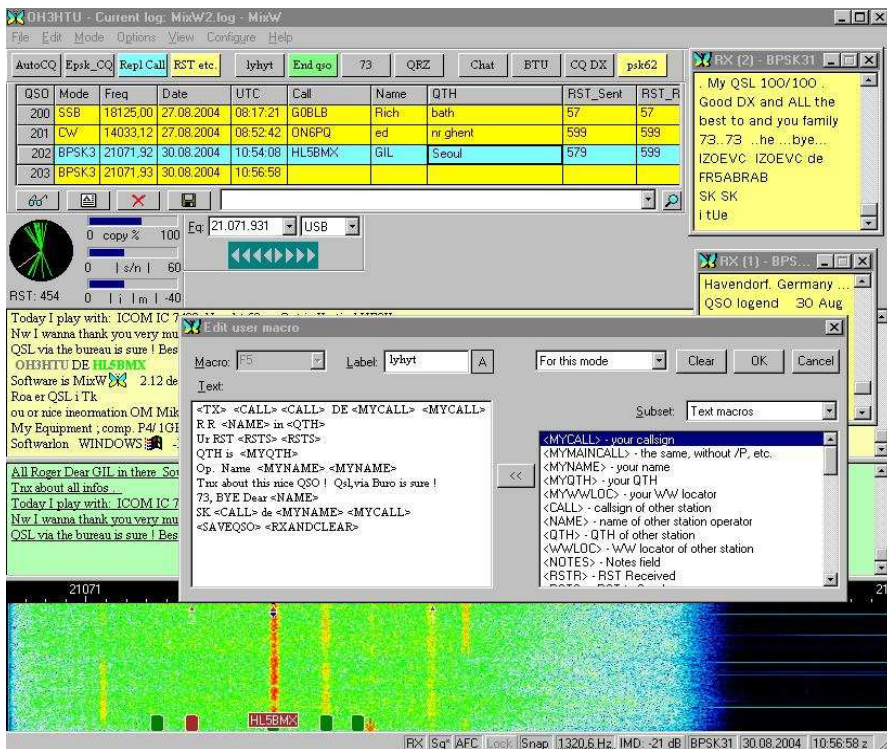 OH3HTU - Current log: MixW2.log - MixW
File Edit Mode Options View Configure Help
AutoCQ Epsk_CQ Repl Call RST etc. lyhyt End qso 73 QRZ Chat BTU CQ DX psk62
QSO Mode Freq Date UTC Call Name QTH RST_Sent RST_R
200 SSB 18125,00 27.08.2004 08:17:21 G0BLB Rich bath 57 57
201 CW 14033,12 27.08.2004 08:52:42 ON6PQ ed nr ghent 599 599
202 BPSK3 21071,92 30.08.2004 10:54:08 HL5BMX GIL Seoul 579 599
203 BPSK3 21071,93 30.08.2004 10:56:58
RX (2) - BPSK31
. My QSL 100/100 .
Good DX and ALL the
best to and you family
73..73 ..he ...bye...
IZOEVC IZOEVC de
FR5ABRAB
SK SK
i tUe
0 copy % 100
Fq: 21.071.931 USB
0 | s/n | 60
RST: 454 0 | i | m | -40
RX (1) - BPS...
Havendorf. Germany ...
QSO logend 30 Aug
Today I play with: ICOM IC
Nw I wanna thank you very mu
QSL via the bureau is sure ! Bes
OH3HTU DE HL5BMX
Software is MixW 2.12 de
Roa er QSL i Tk
ou or nice ineormation OM Mik
My Equipment ; comp. P4/ 1GI
Softwarlon WINDOWS
All Roger Dear GIL in there Sou
Tnx about all infos .
Today I play with: ICOM IC 7
Nw I wanna thank you very mu
QSL via the bureau is sure ! Bes
Edit user macro
Macro: F5 Label: lyhyt A For this mode Clear OK Cancel
Text:
<TX> <CALL> <CALL> DE <MYCALL> <MYCALL>
R R <NAME> in <QTH>
Ur RST <RSTS> <RSTS>
QTH is <MYQTH>
Op. Name <MYNAME> <MYNAME>
Tnx about this nice QSO ! Qsl,via Buro is sure !
73, BYE Dear <NAME>
SK <CALL> de <MYNAME> <MYCALL>
<SAVEQSO> <RXANDCLEAR>
<<
Subset: Text macros
<MYCALL> - your callsign
<MYMAINCALL> - the same, without /P, etc.
<MYNAME> - your name
<MYQTH> - your QTH
<MYWWLOC> - your WW locator
<CALL> - callsign of other station
<NAME> - name of other station operator
<QTH> - QTH of other station
<WWLOC> - WW locator of other station
<NOTES> - Notes field
<RSTR> - RST Received
21071 21
HL5BMX
RX Sq* AFC Lock Snap 1320,6 Hz IMD: -21 dB BPSK31 30.08.2004 10:56:58 z